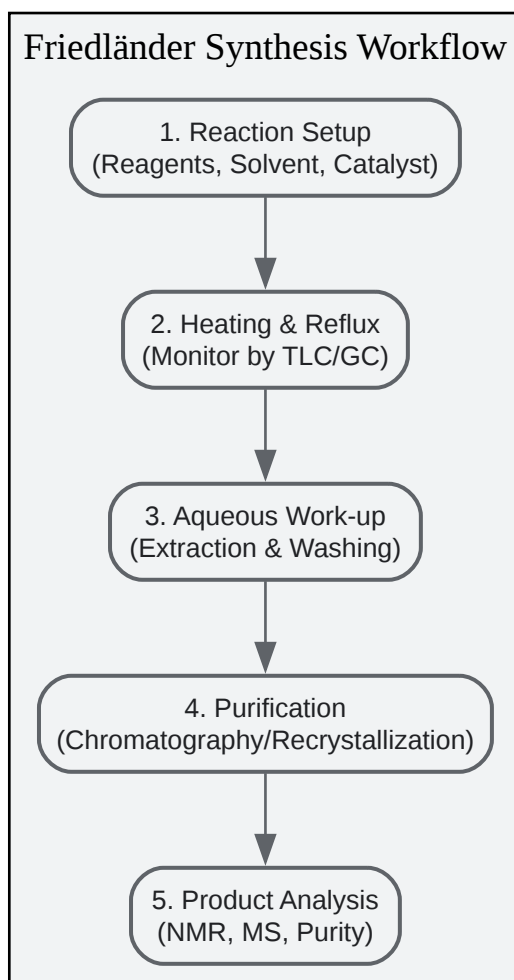 Friedländer Synthesis Workflow
1. Reaction Setup
(Reagents, Solvent, Catalyst)
2. Heating & Reflux
(Monitor by TLC/GC)
3. Aqueous Work-up
(Extraction & Washing)
4. Purification
(Chromatography/Recrystallization)
5. Product Analysis
(NMR, MS, Purity)